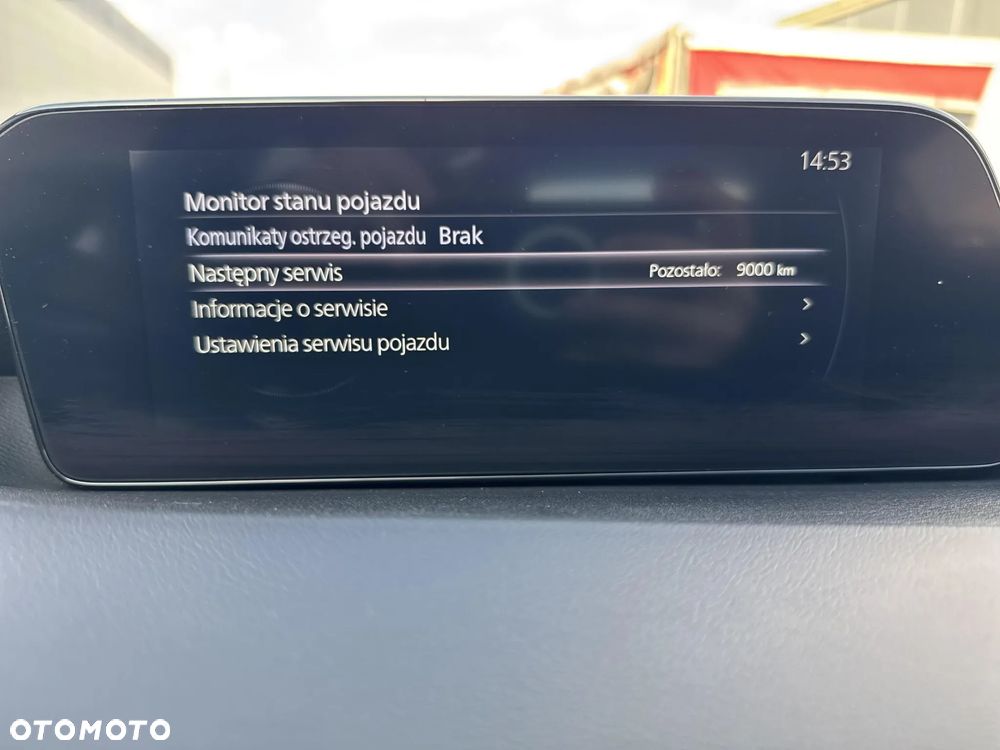 14:53
Monitor stanu pojazdu
Komunikaty ostrzeg. pojazdu Brak
Następny serwis Pozostało: 9000 km
Informacje o serwisie >
Ustawienia serwisu pojazdu >
OTOMOTO